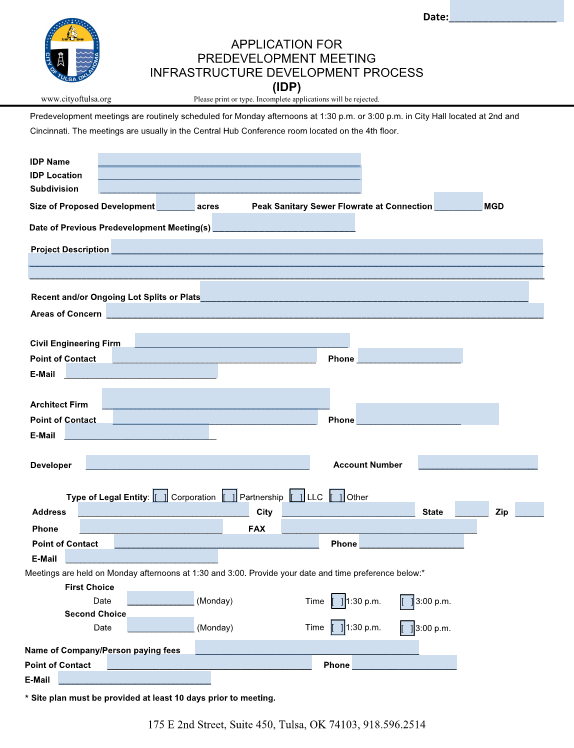 Date:
CITY OF TULSA OKLAHOMA
APPLICATION FOR
PREDEVELOPMENT MEETING
INFRASTRUCTURE DEVELOPMENT PROCESS
(IDP)
www.cityoftulsa.org Please print or type. Incomplete applications will be rejected.
Predevelopment meetings are routinely scheduled for Monday afternoons at 1:30 p.m. or 3:00 p.m. in City Hall located at 2nd and
Cincinnati. The meetings are usually in the Central Hub Conference room located on the 4th floor.
IDP Name
IDP Location
Subdivision
Size of Proposed Development acres Peak Sanitary Sewer Flowrate at Connection MGD
Date of Previous Predevelopment Meeting(s)
Project Description
Recent and/or Ongoing Lot Splits or Plats
Areas of Concern
Civil Engineering Firm
Point of Contact Phone
E-Mail
Architect Firm
Point of Contact Phone
E-Mail
Developer Account Number
Type of Legal Entity: [ ] Corporation [ ] Partnership [ ] LLC [ ] Other
Address City State Zip
Phone FAX
Point of Contact Phone
E-Mail
Meetings are held on Monday afternoons at 1:30 and 3:00. Provide your date and time preference below:*
First Choice
Date (Monday) Time [ ] 1:30 p.m. [ ] 3:00 p.m.
Second Choice
Date (Monday) Time [ ] 1:30 p.m. [ ] 3:00 p.m.
Name of Company/Person paying fees
Point of Contact Phone
E-Mail
* Site plan must be provided at least 10 days prior to meeting.
175 E 2nd Street, Suite 450, Tulsa, OK 74103, 918.596.2514